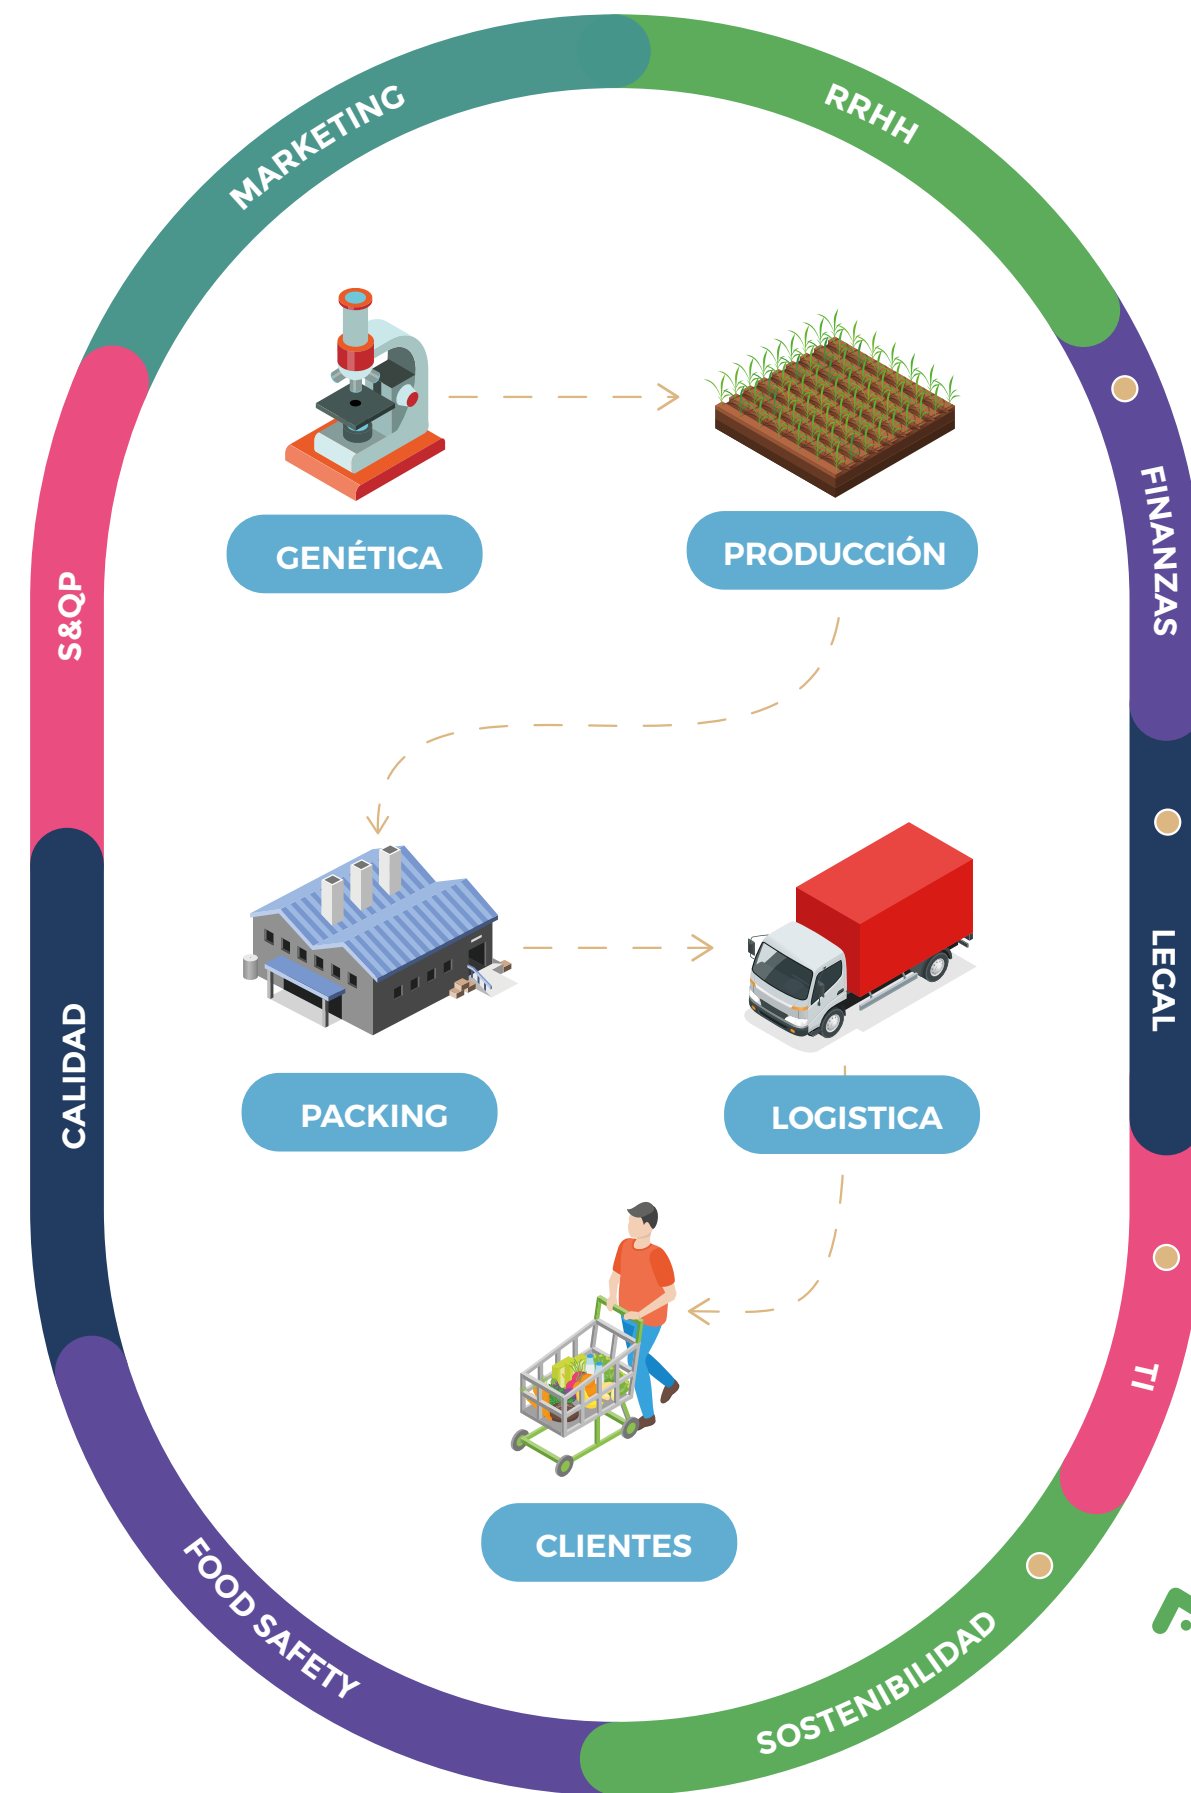 MARKETING
RRHH
FINANZAS
GENÉTICA
PRODUCCIÓN
S&QP
LEGAL
CALIDAD
PACKING
LOGISTICA
TI
CLIENTES
FOOD SAFETY
SOSTENIBILIDAD